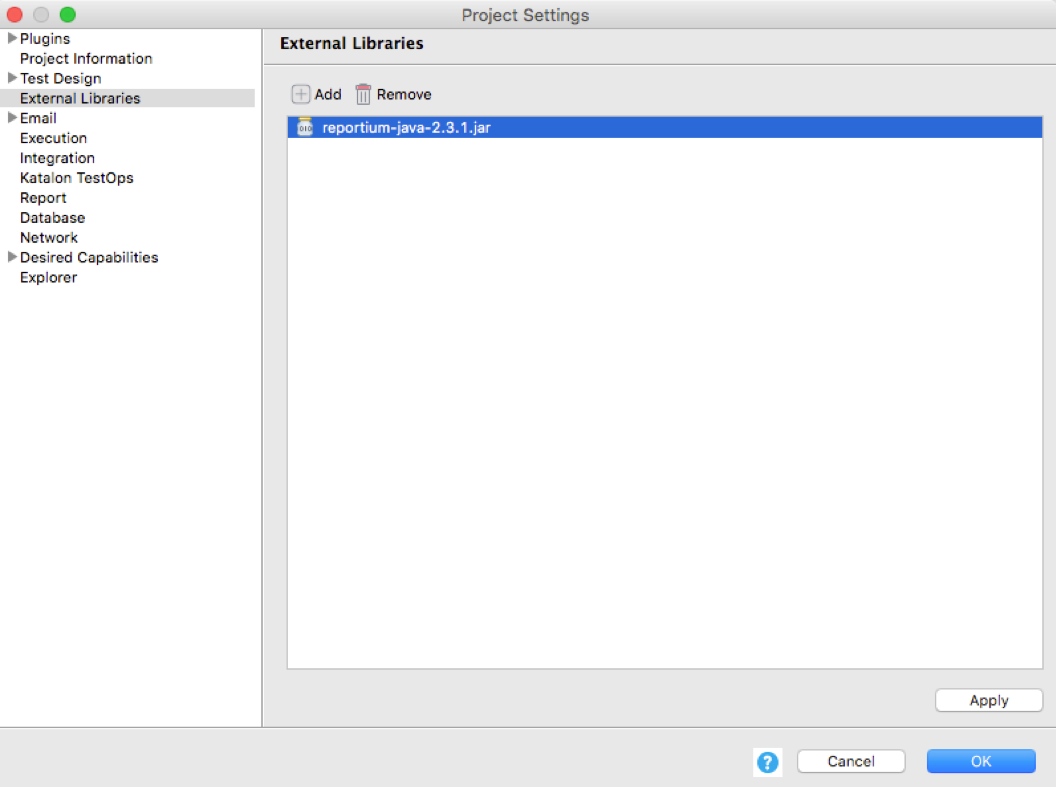 Project Settings
Plugins
Project Information
Test Design
External Libraries
Email
Execution
Integration
Katalon TestOps
Report
Database
Network
Desired Capabilities
Explorer
External Libraries
Add Remove
010 reportium-java-2.3.1.jar
Apply
? Cancel OK